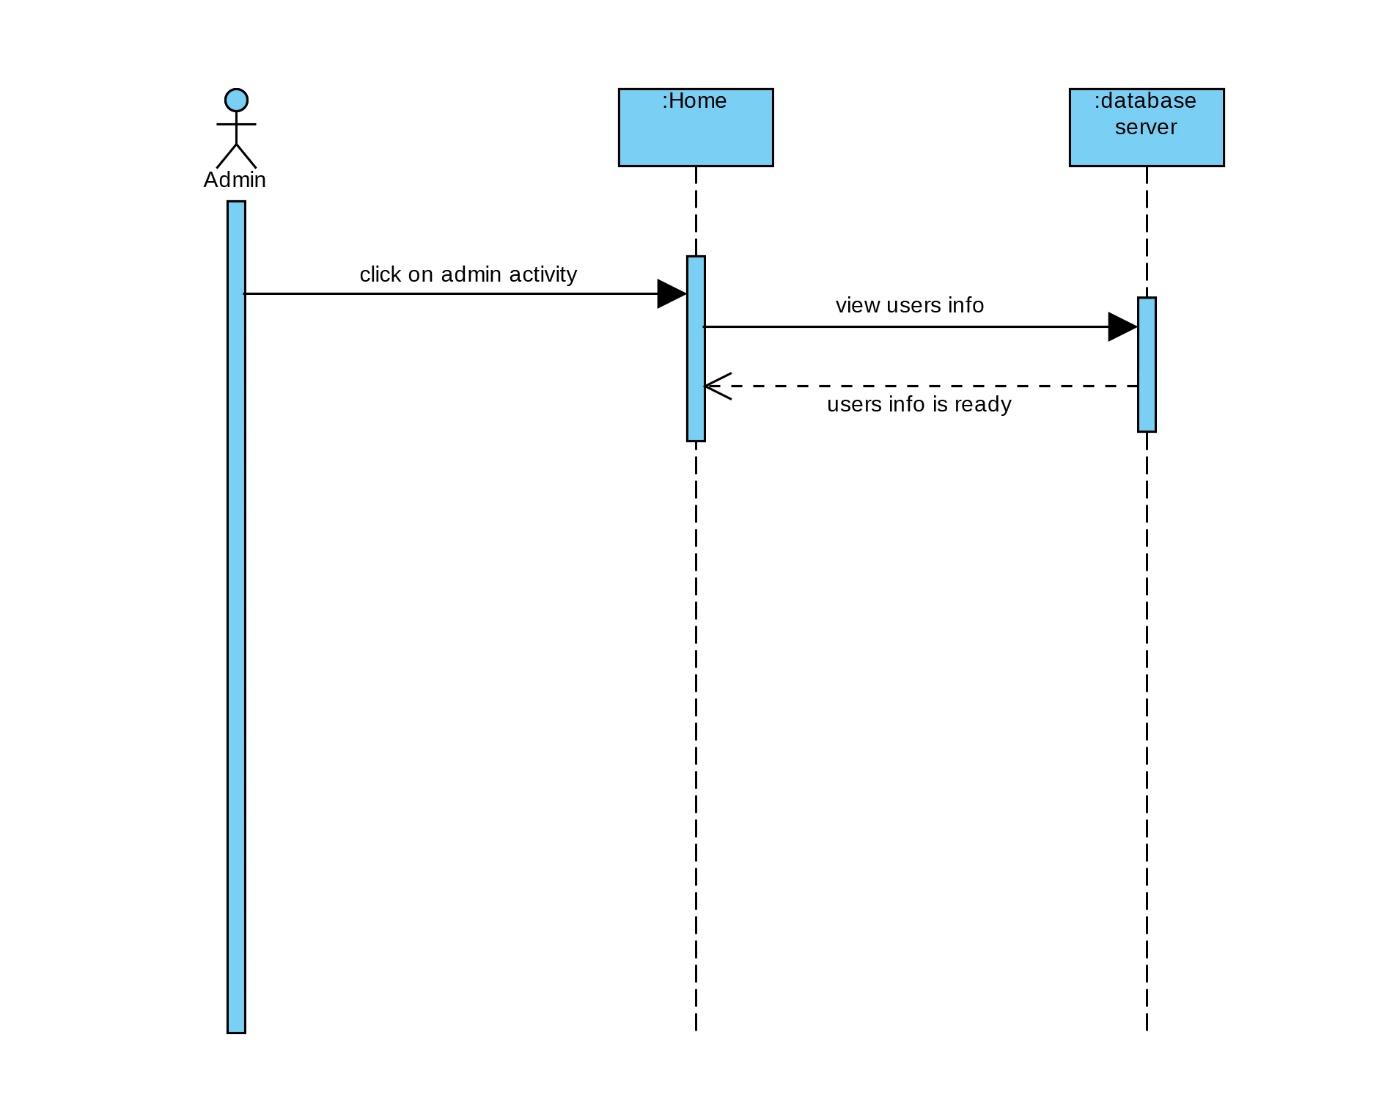 Admin
:Home
:database
server
click on admin activity
view users info
users info is ready